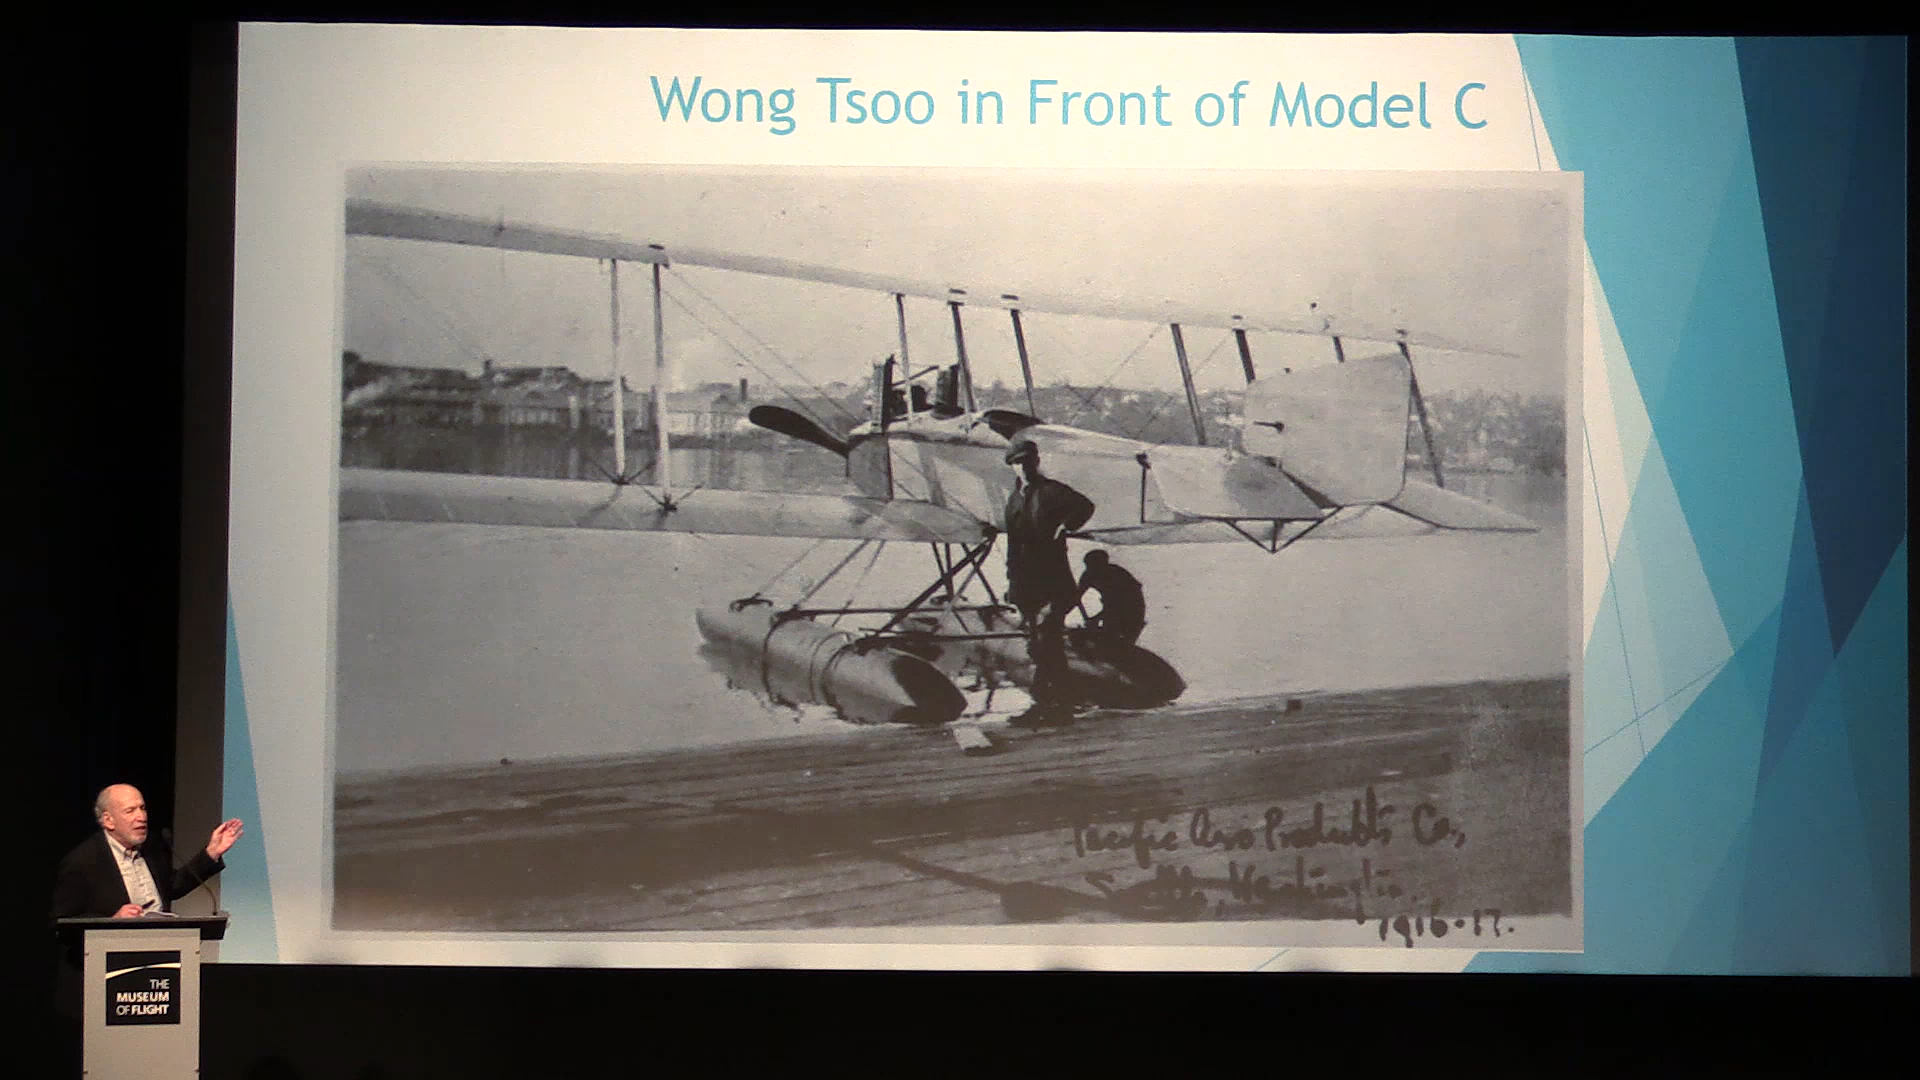 Wong Tsoo in Front of Model C
Pacific Aero Products Co.,
Seattle, Washington.
1916-17.
THE
MUSEUM
OF FLIGHT